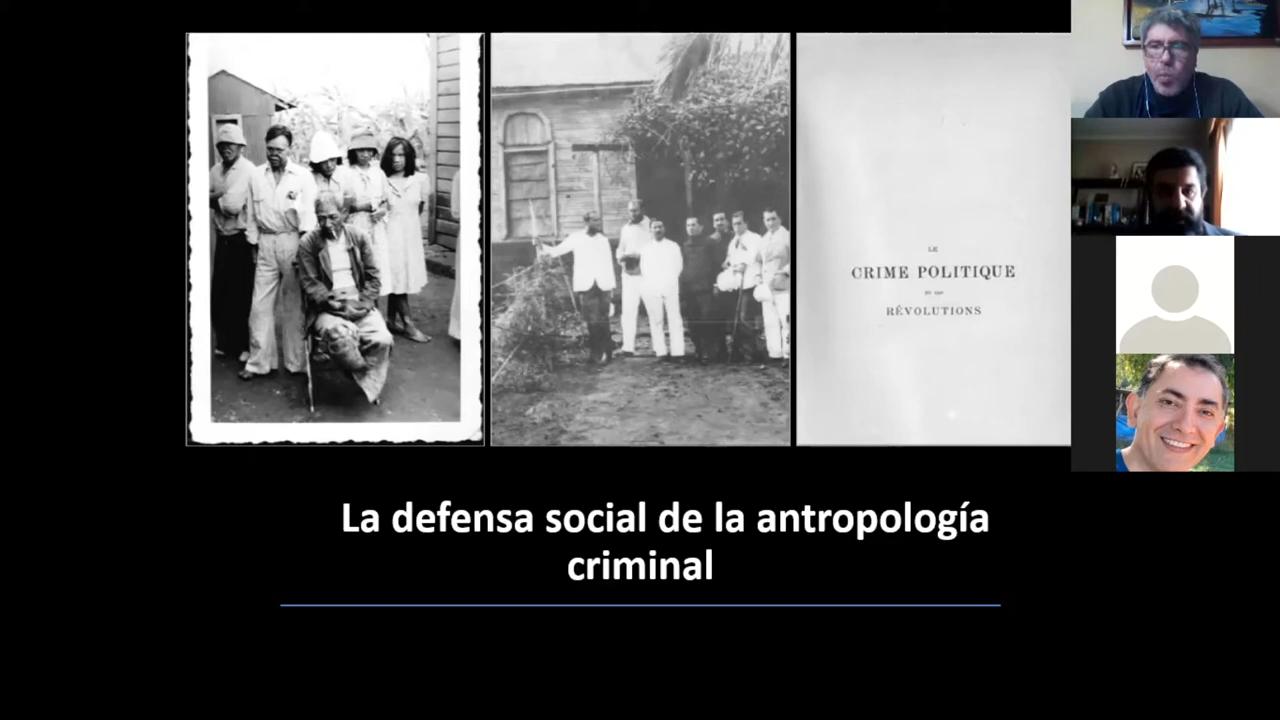 LE
CRIME POLITIQUE
RÉVOLUTIONS
La defensa social de la antropología
criminal